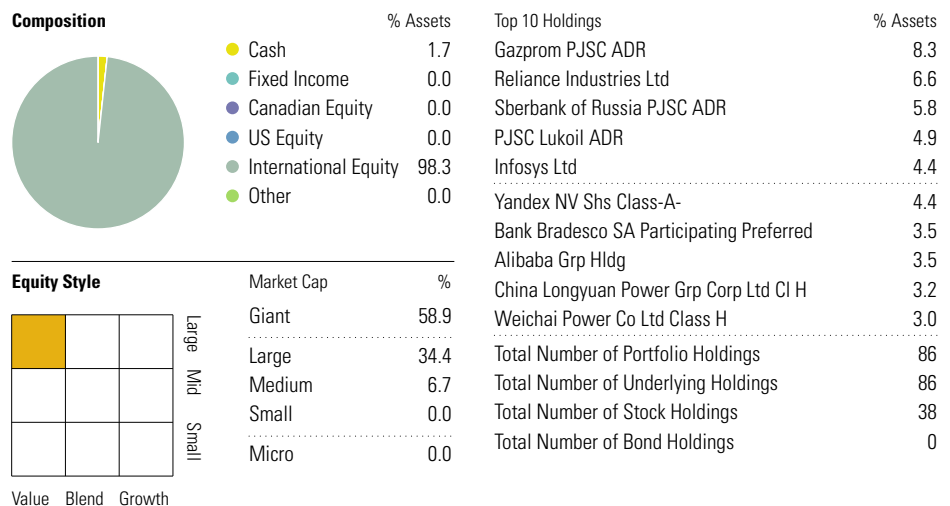 Composition % Assets
Cash 1.7
Fixed Income 0.0
Canadian Equity 0.0
US Equity 0.0
International Equity 98.3
Other 0.0
Equity Style
Large
Mid
Small
Value Blend Growth
Market Cap %
Giant 58.9
Large 34.4
Medium 6.7
Small 0.0
Micro 0.0
Top 10 Holdings % Assets
Gazprom PJSC ADR 8.3
Reliance Industries Ltd 6.6
Sberbank of Russia PJSC ADR 5.8
PJSC Lukoil ADR 4.9
Infosys Ltd 4.4
Yandex NV Shs Class-A- 4.4
Bank Bradesco SA Participating Preferred 3.5
Alibaba Grp Hldg 3.5
China Longyuan Power Grp Corp Ltd Cl H 3.2
Weichai Power Co Ltd Class H 3.0
Total Number of Portfolio Holdings 86
Total Number of Underlying Holdings 86
Total Number of Stock Holdings 38
Total Number of Bond Holdings 0